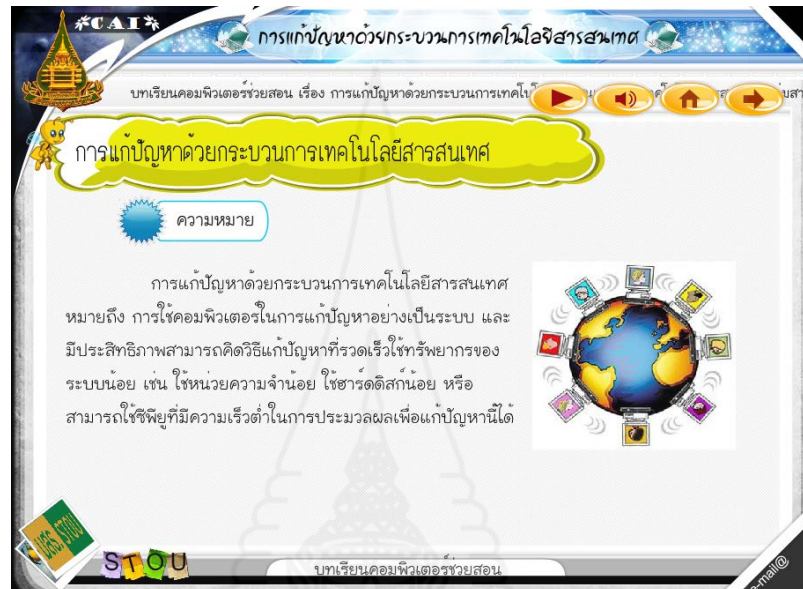 CAI
การแก้ปัญหาด้วยกระบวนการเทคโนโลยีสารสนเทศ
บทเรียนคอมพิวเตอร์ช่วยสอน เรื่อง การแก้ปัญหาด้วยกระบวนการเทคโน
การแก้ปัญหาด้วยกระบวนการเทคโนโลยีสารสนเทศ
ความหมาย
การแก้ปัญหาด้วยกระบวนการเทคโนโลยีสารสนเทศ
หมายถึง การใช้คอมพิวเตอร์ในการแก้ปัญหาอย่างเป็นระบบ และ
มีประสิทธิภาพสามารถคิดวิธีแก้ปัญหาที่รวดเร็วใช้ทรัพยากรของ
ระบบน้อย เช่น ใช้หน่วยความจำน้อย ใช้ฮาร์ดดิสก์น้อย หรือ
สามารถใช้ซีพียูที่มีความเร็วต่ำในการประมวลผลเพื่อแก้ปัญหานี้ได้
มสธ. STOU
STOU
บทเรียนคอมพิวเตอร์ช่วยสอน
e-mail@